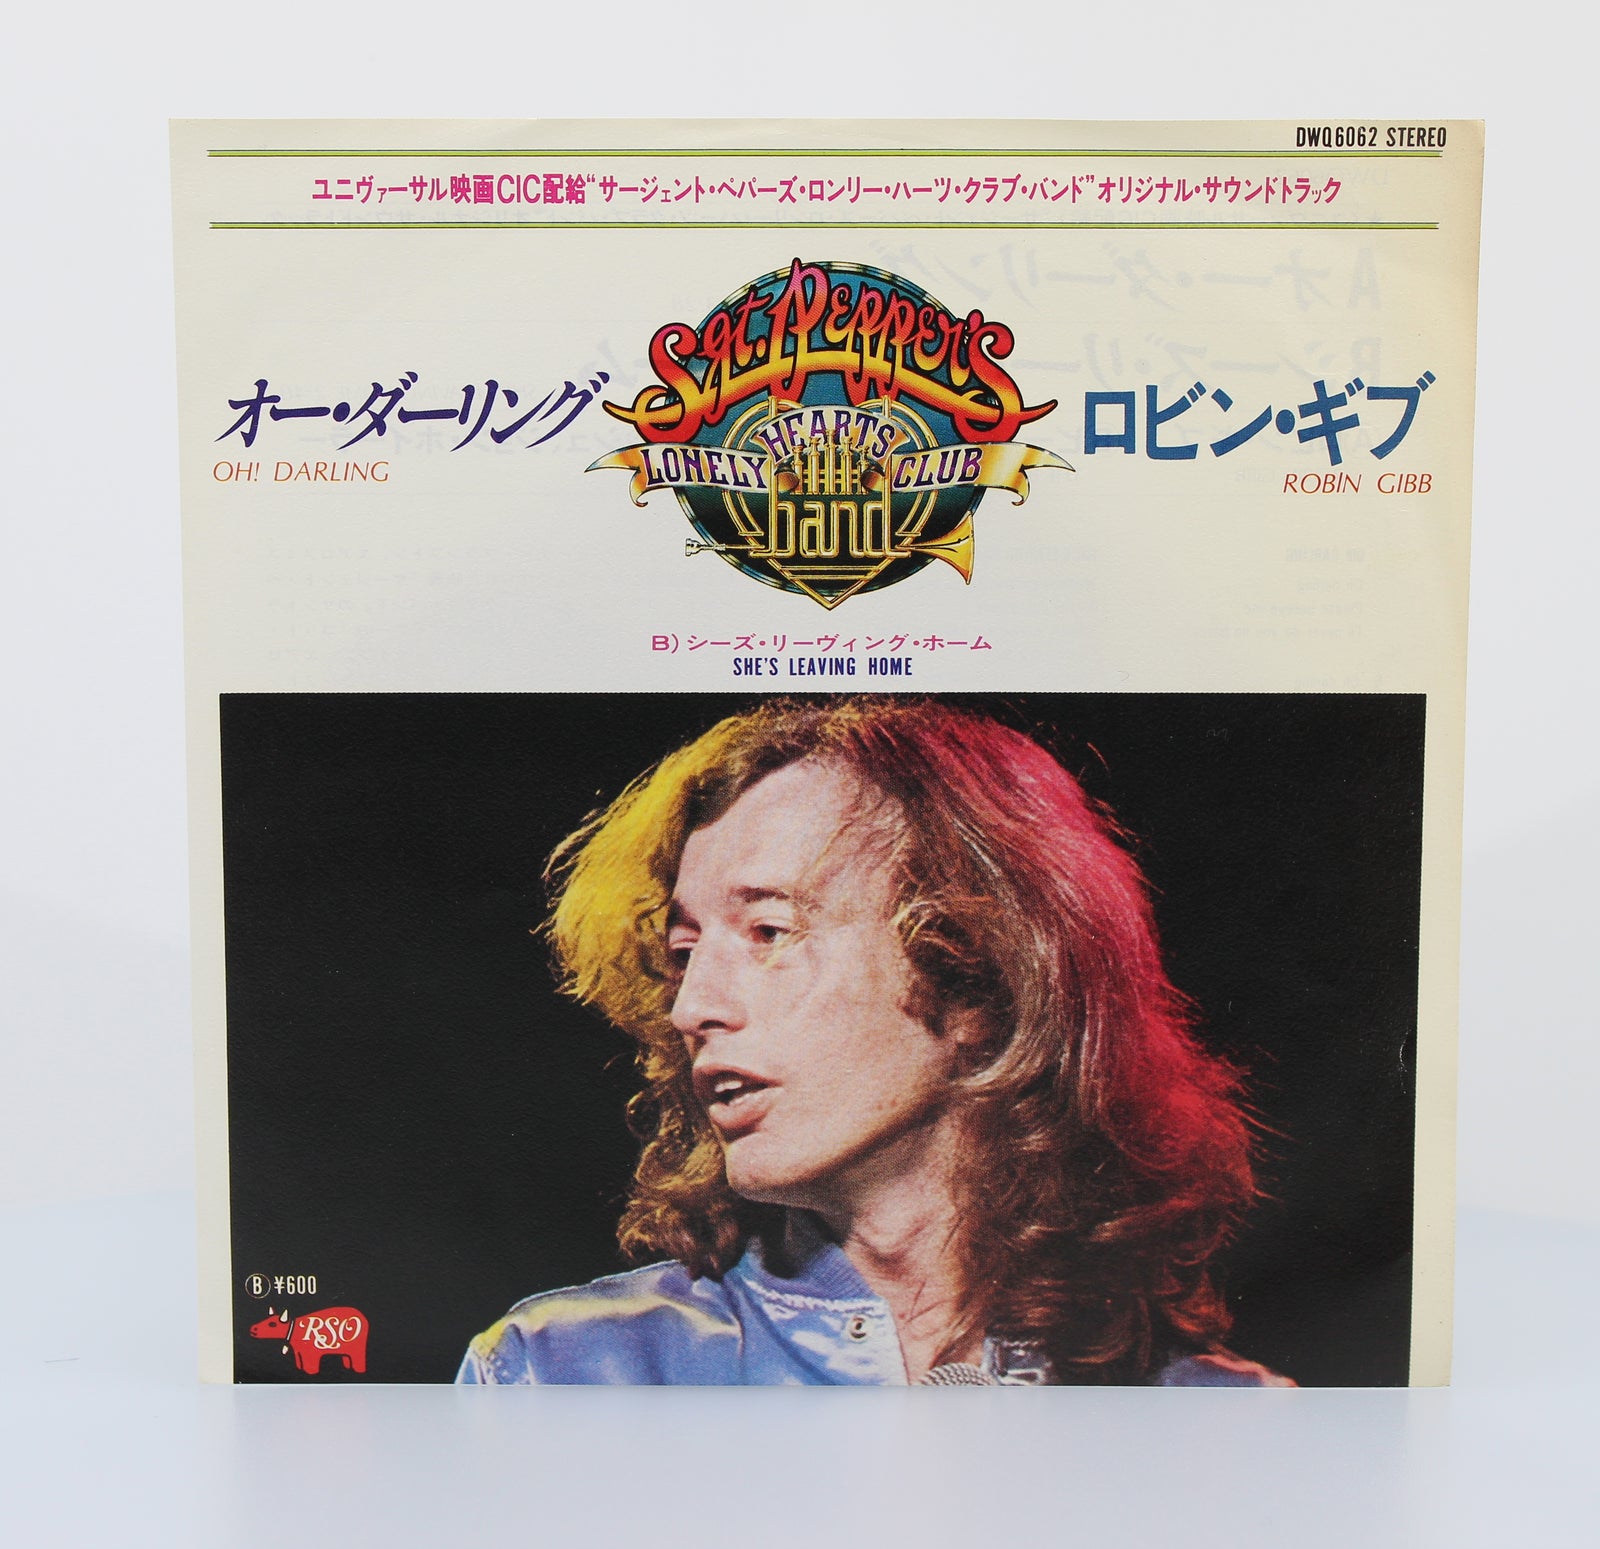 DWQ6062 STEREO
ユニヴァーサル映画CIC配給“サージェント・ペパーズ・ロンリー・ハーツ・クラブ・バンド”オリジナル・サウンドトラック
オー・ダーリング
OH! DARLING
Sgt. Pepper's
LONELY HEARTS CLUB
band
ロビン・ギブ
ROBIN GIBB
B) シーズ・リーヴィング・ホーム
SHE'S LEAVING HOME
B ¥600
RSO